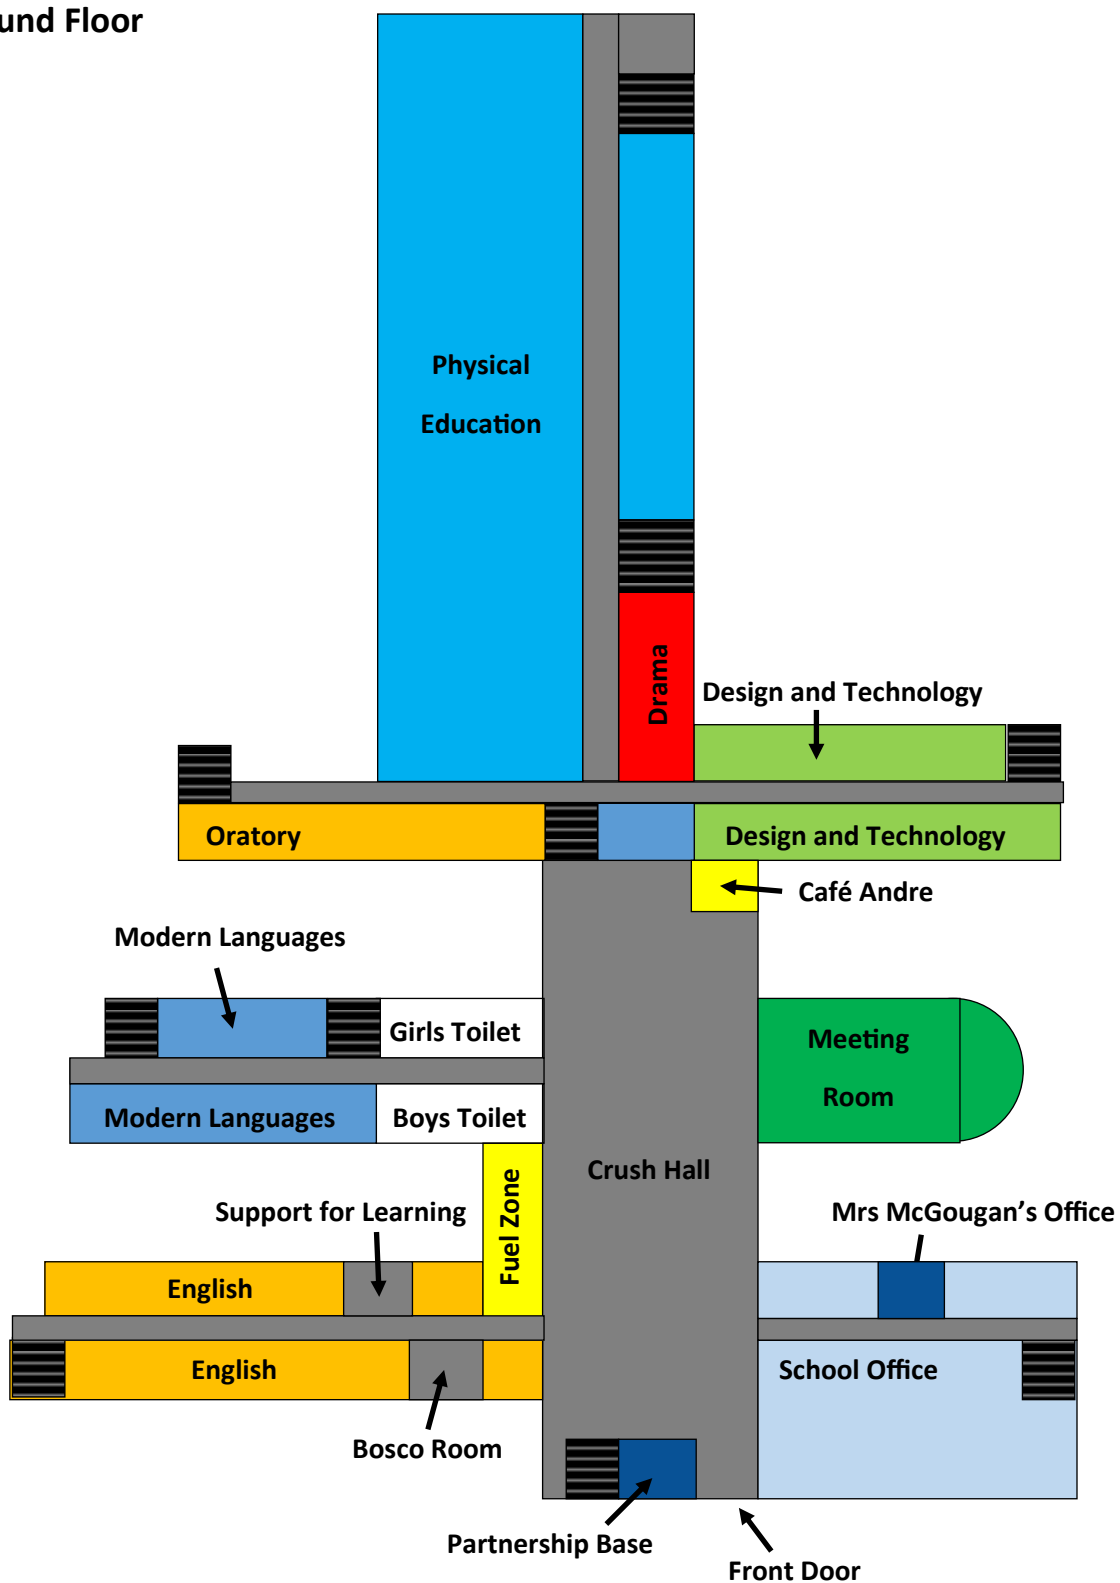 und Floor
Physical
Education
Drama
Design and Technology
Oratory
Design and Technology
Café Andre
Modern Languages
Girls Toilet
Meeting
Room
Modern Languages
Boys Toilet
Crush Hall
Fuel Zone
Support for Learning
Mrs McGougan's Office
English
English
School Office
Bosco Room
Partnership Base
Front Door